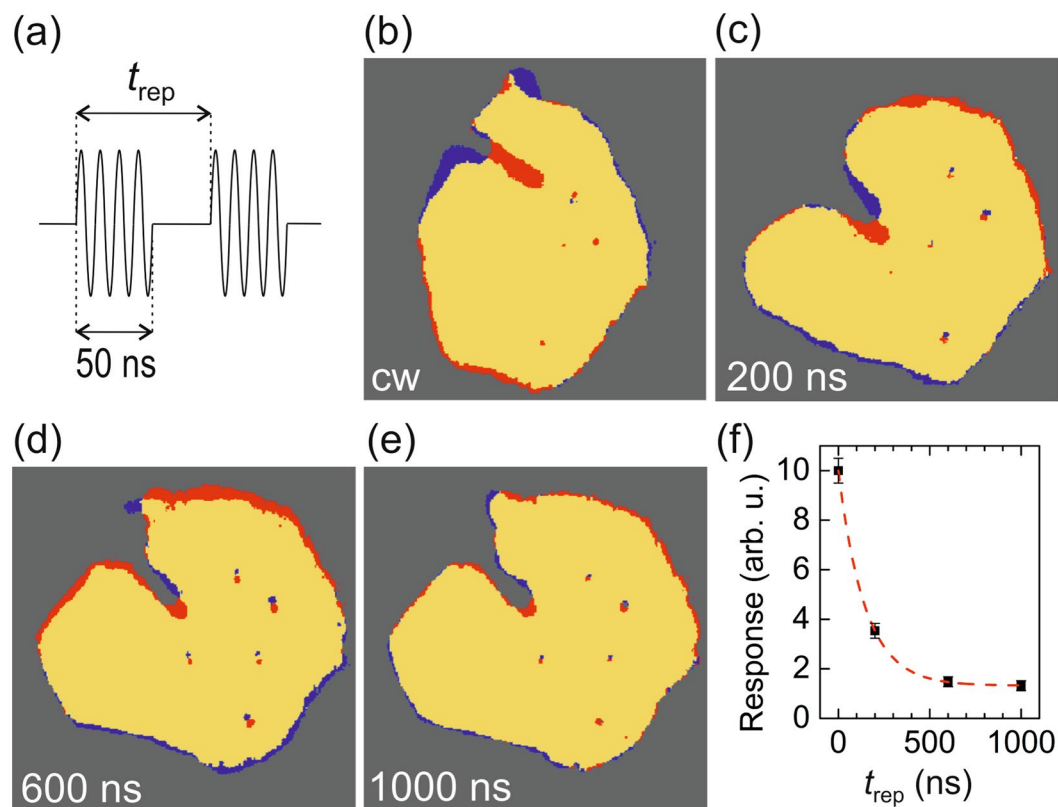 (a)
t_rep
50 ns
(b)
cw
(c)
200 ns
(d)
600 ns
(e)
1000 ns
(f)
Response (arb. u.)
10
8
6
4
2
0
0 500 1000
t_rep (ns)